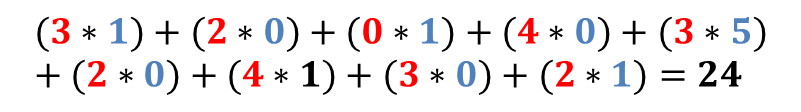 (3 * 1) + (2 * 0) + (0 * 1) + (4 * 0) + (3 * 5)
+ (2 * 0) + (4 * 1) + (3 * 0) + (2 * 1) = 24